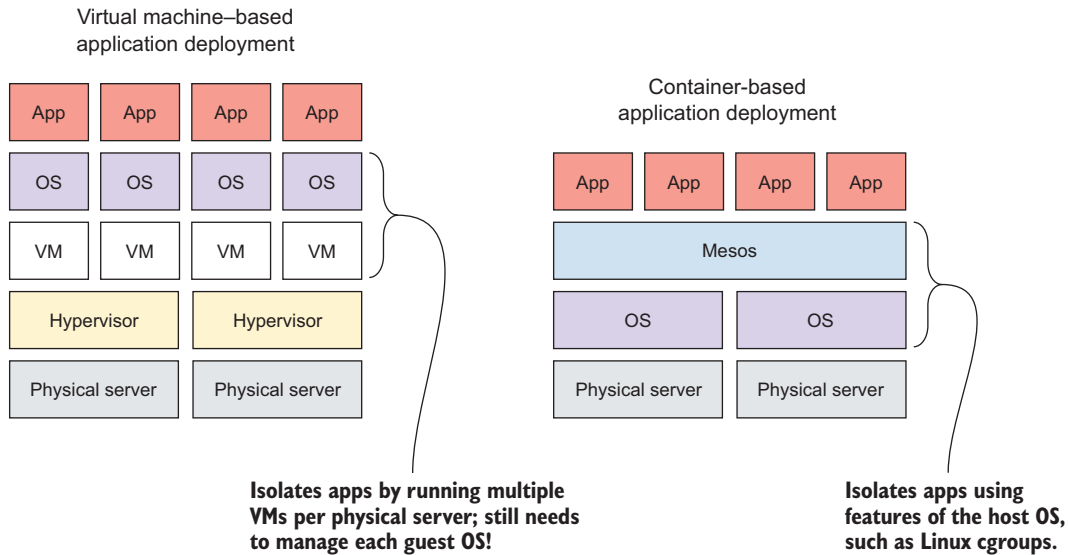 Virtual machine–based
application deployment
App App App App
OS OS OS OS
VM VM VM VM
Hypervisor Hypervisor
Physical server Physical server
Isolates apps by running multiple
VMs per physical server; still needs
to manage each guest OS!
Container-based
application deployment
App App App App
Mesos
OS OS
Physical server Physical server
Isolates apps using
features of the host OS,
such as Linux cgroups.